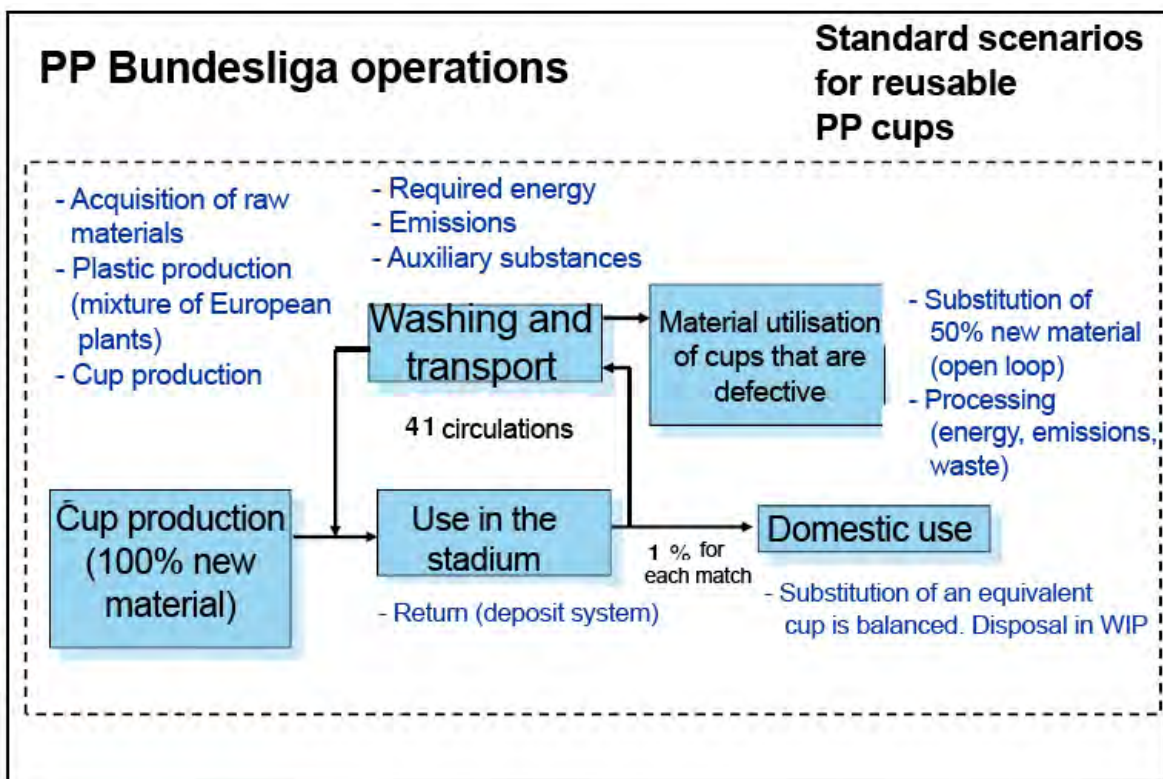 PP Bundesliga operations
Standard scenarios
for reusable
PP cups
- Acquisition of raw
materials
- Plastic production
(mixture of European
plants)
- Cup production
- Required energy
- Emissions
- Auxiliary substances
Washing and
transport
Material utilisation
of cups that are
defective
- Substitution of
50% new material
(open loop)
- Processing
(energy, emissions,
waste)
41 circulations
Cup production
(100% new
material)
Use in the
stadium
1 % for
each match
Domestic use
- Return (deposit system)
- Substitution of an equivalent
cup is balanced. Disposal in WIP